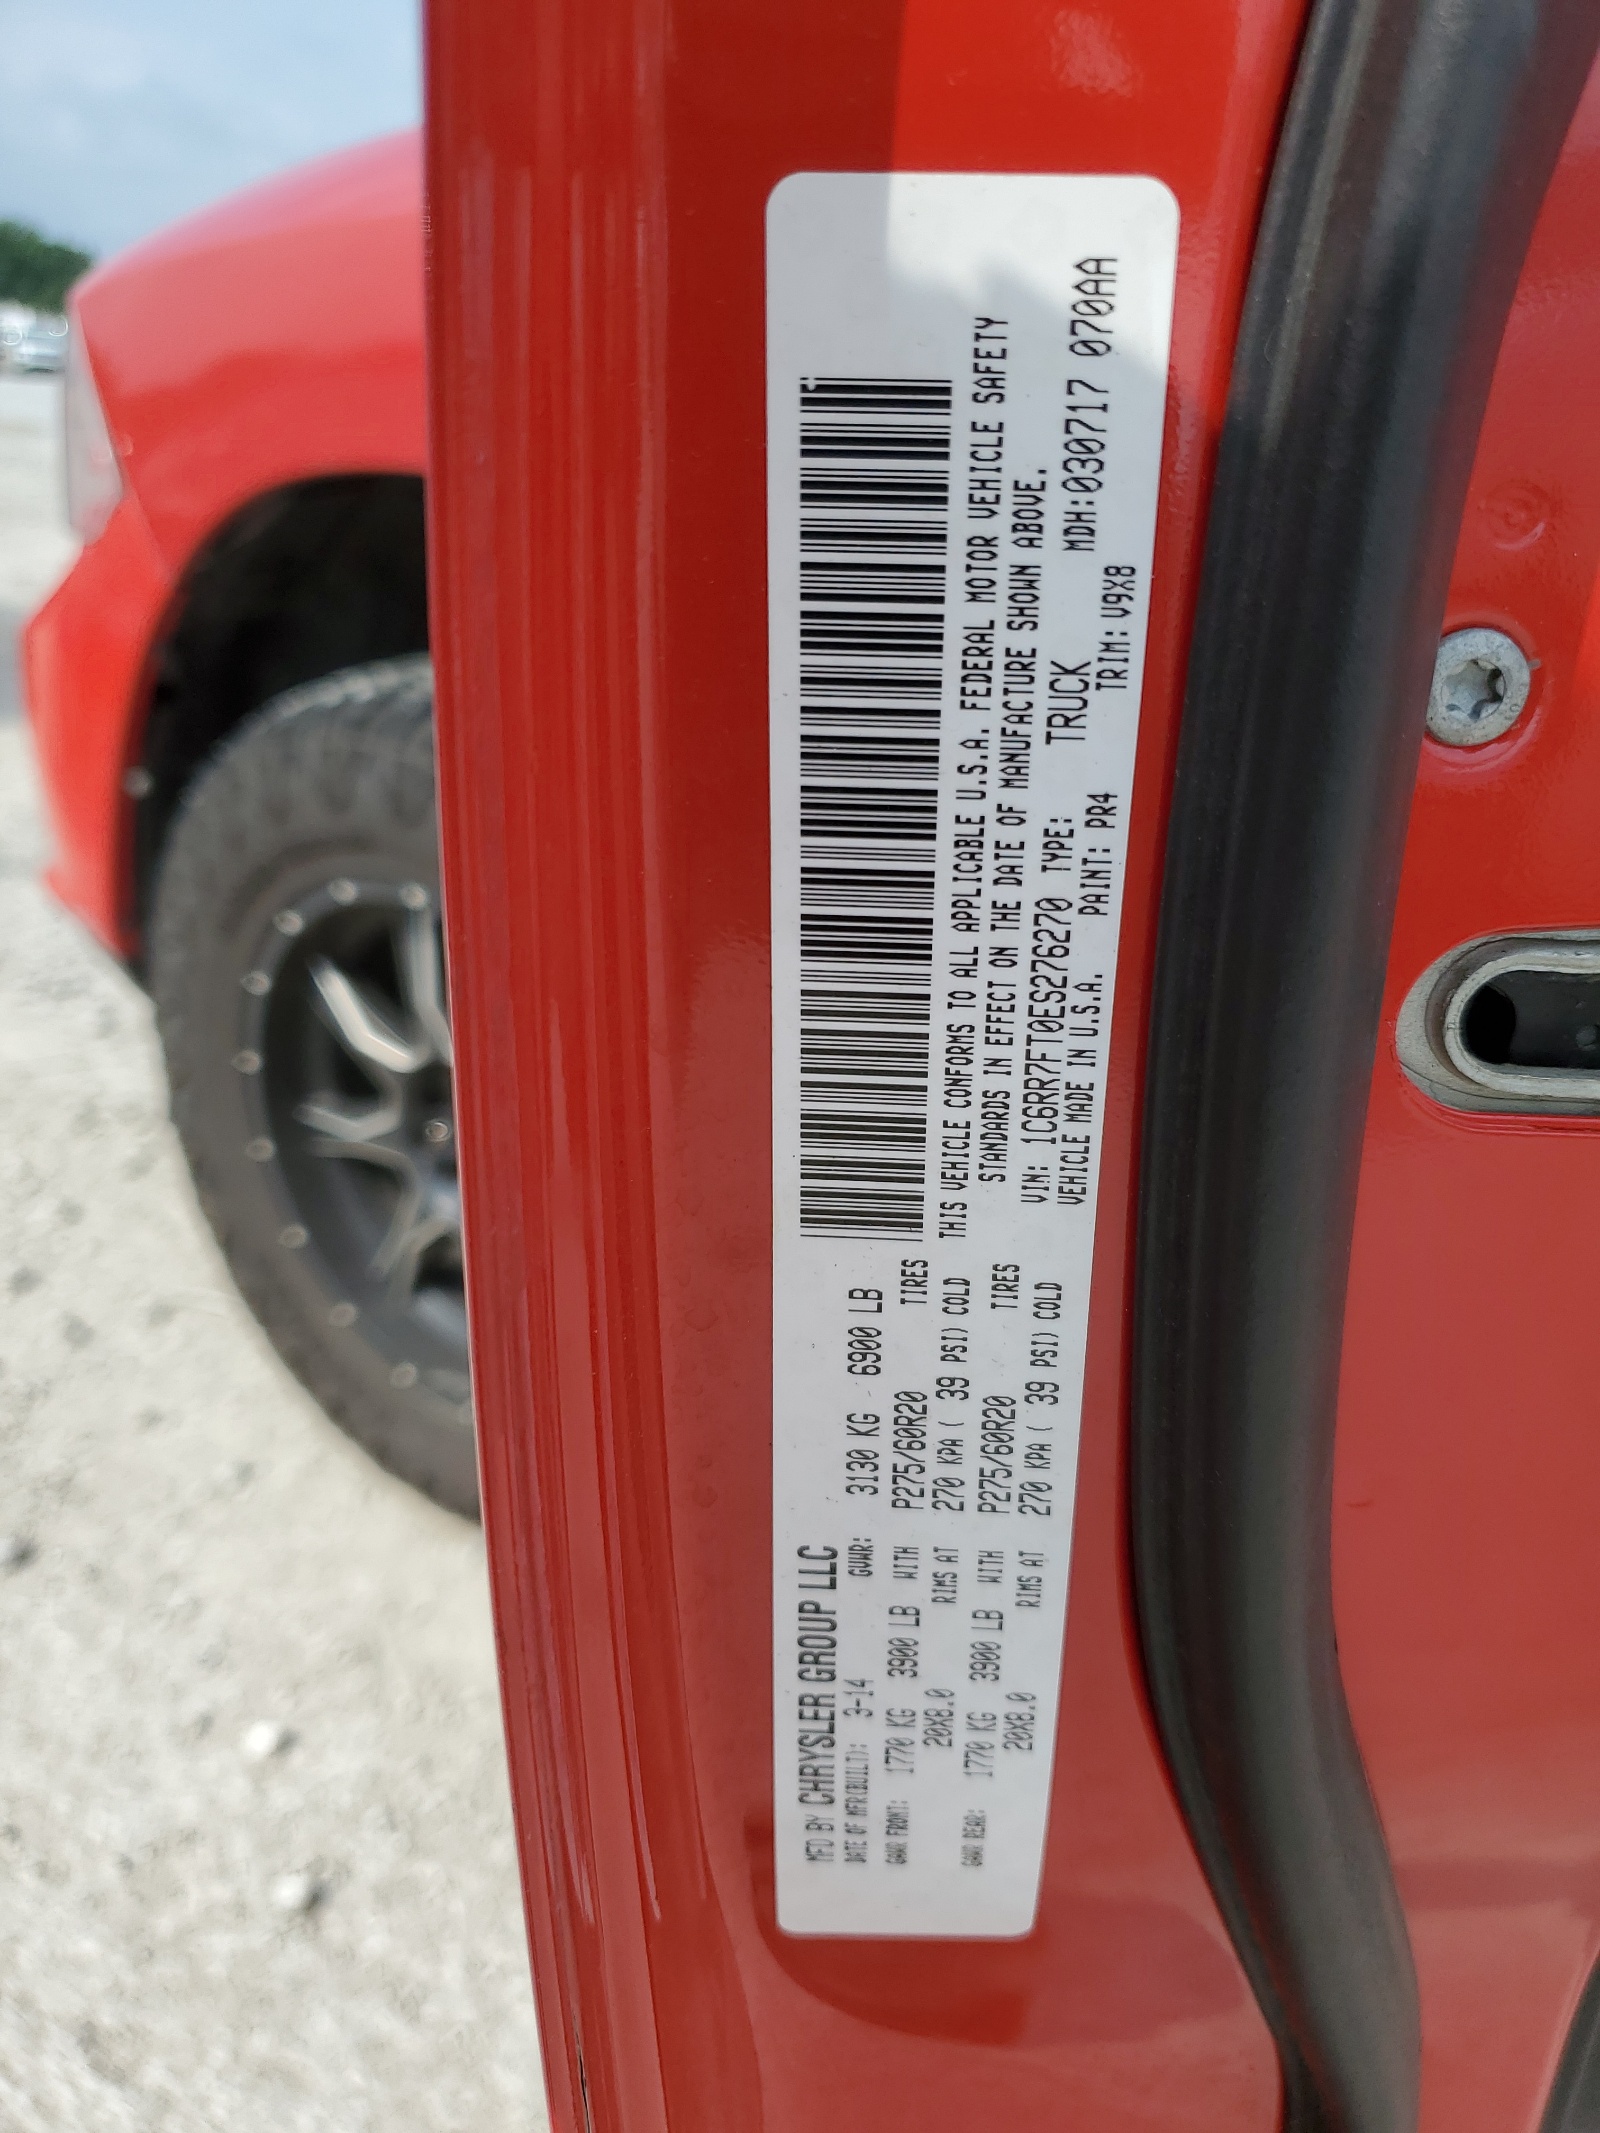 MFD BY CHRYSLER GROUP LLC
DATE OF MFR(BUILT): 3-14 GVWR: 3130 KG 6900 LB
GAWR FRONT: 1770 KG 3900 LB WITH P275/60R20 TIRES
20X8.0 RIMS AT 270 KPA ( 39 PSI) COLD
GAWR REAR: 1770 KG 3900 LB WITH P275/60R20 TIRES
20X8.0 RIMS AT 270 KPA ( 39 PSI) COLD
THIS VEHICLE CONFORMS TO ALL APPLICABLE U.S.A. FEDERAL MOTOR VEHICLE SAFETY
STANDARDS IN EFFECT ON THE DATE OF MANUFACTURE SHOWN ABOVE.
VIN: 1C6RR7FT0ES276270 TYPE: TRUCK MDH:030717 070AA
VEHICLE MADE IN U.S.A. PAINT: PR4 TRIM: V9X8